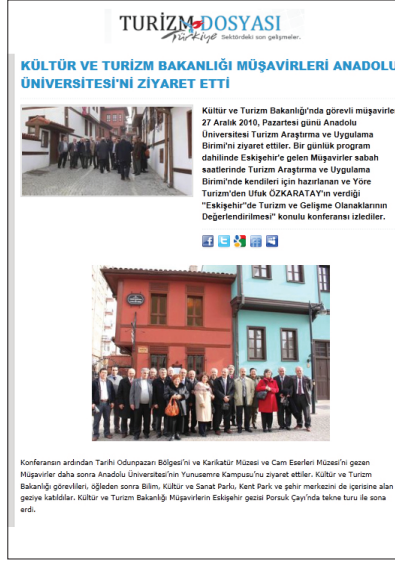 TURİZM DOSYASI
Türkiye Sektördeki son gelişmeler.
KÜLTÜR VE TURİZM BAKANLIĞI MÜŞAVİRLERİ ANADOLU
ÜNİVERSİTESİ'Nİ ZİYARET ETTİ
Kültür ve Turizm Bakanlığı'nda görevli müşavirle
27 Aralık 2010, Pazartesi günü Anadolu
Üniversitesi Turizm Araştırma ve Uygulama
Birimi'ni ziyaret ettiler. Bir günlük program
dahilinde Eskişehir'e gelen Müşavirler sabah
saatlerinde Turizm Araştırma ve Uygulama
Birimi'nde kendileri için hazırlanan ve Yöre
Turizm'den Ufuk ÖZKARATAY'ın verdiği
"Eskişehir"de Turizm ve Gelişme Olanaklarının
Değerlendirilmesi" konulu konferansı izlediler.
Konferansın ardından Tarihi Odunpazarı Bölgesi'ni ve Karikatür Müzesi ve Cam Eserleri Müzesi'ni gezen
Müşavirler daha sonra Anadolu Üniversitesi'nin Yunusemre Kampusu'nu ziyaret ettiler. Kültür ve Turizm
Bakanlığı görevlileri, öğleden sonra Bilim, Kültür ve Sanat Parkı, Kent Park ve şehir merkezini de içerisine alan
geziye katıldılar. Kültür ve Turizm Bakanlığı Müşavirlerin Eskişehir gezisi Porsuk Çayı'nda tekne turu ile sona
erdi.